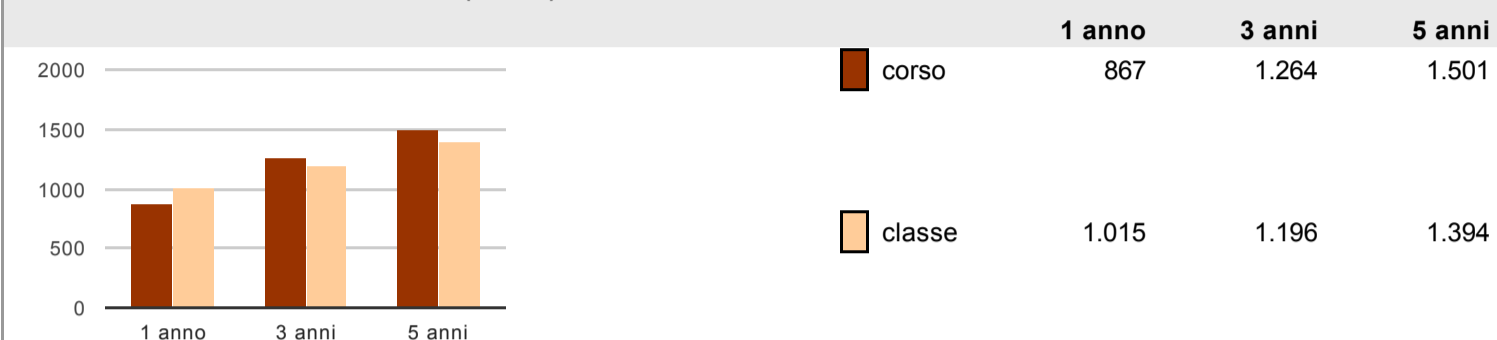 1 anno 3 anni 5 anni
2000
1500
1000
500
0
1 anno 3 anni 5 anni
corso 867 1.264 1.501
classe 1.015 1.196 1.394